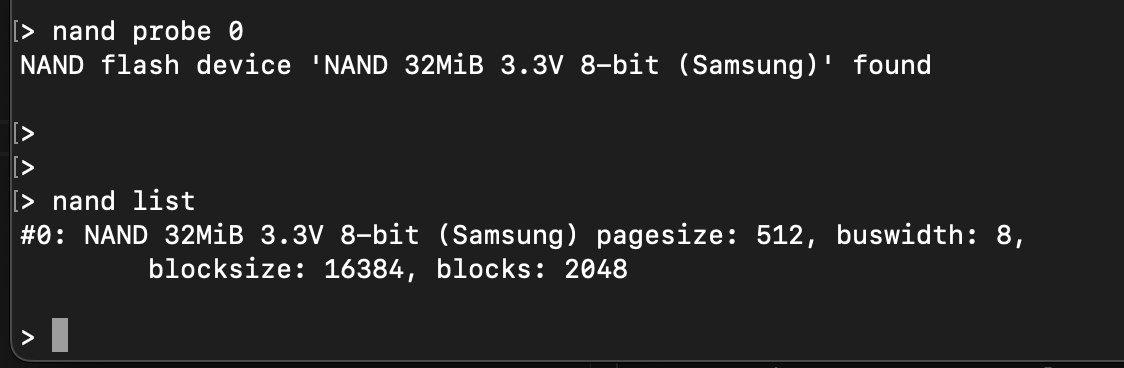 [> nand probe 0
NAND flash device 'NAND 32MiB 3.3V 8-bit (Samsung)' found
[>
[>
[> nand list
#0: NAND 32MiB 3.3V 8-bit (Samsung) pagesize: 512, buswidth: 8,
blocksize: 16384, blocks: 2048
>